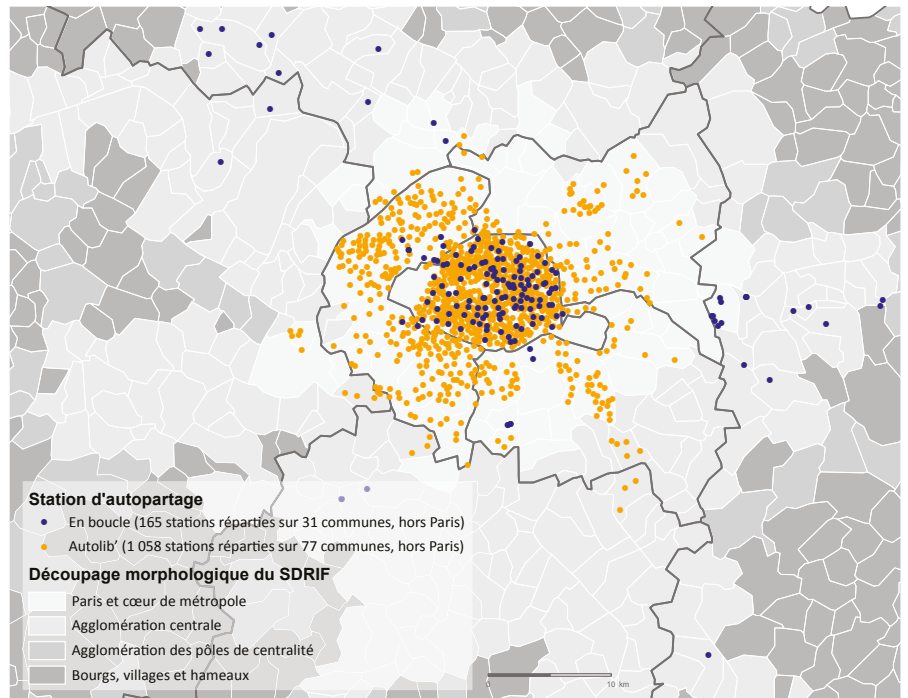 Station d'autopartage
En boucle (165 stations réparties sur 31 communes, hors Paris)
Autolib’ (1 058 stations réparties sur 77 communes, hors Paris)
Découpage morphologique du SDRIF
Paris et cœur de métropole
Agglomération centrale
Agglomération des pôles de centralité
Bourgs, villages et hameaux
0 10 km